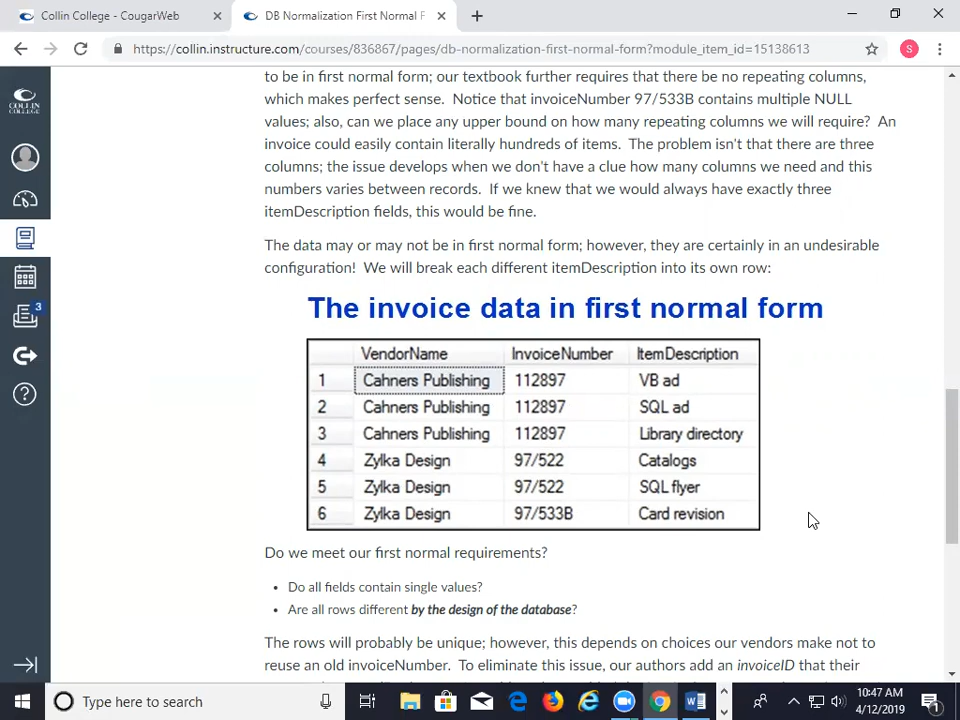 Collin College - CougarWeb
DB Normalization First Normal F
https://collin.instructure.com/courses/836867/pages/db-normalization-first-normal-form?module_item_id=15138613
S
COLLIN
COLLEGE
3
to be in first normal form; our textbook further requires that there be no repeating columns,
which makes perfect sense. Notice that invoiceNumber 97/533B contains multiple NULL
values; also, can we place any upper bound on how many repeating columns we will require? An
invoice could easily contain literally hundreds of items. The problem isn't that there are three
columns; the issue develops when we don't have a clue how many columns we need and this
numbers varies between records. If we knew that we would always have exactly three
itemDescription fields, this would be fine.
The data may or may not be in first normal form; however, they are certainly in an undesirable
configuration! We will break each different itemDescription into its own row:
The invoice data in first normal form
VendorName InvoiceNumber ItemDescription
1 Cahners Publishing 112897 VB ad
2 Cahners Publishing 112897 SQL ad
3 Cahners Publishing 112897 Library directory
4 Zylka Design 97/522 Catalogs
5 Zylka Design 97/522 SQL flyer
6 Zylka Design 97/533B Card revision
Do we meet our first normal requirements?
• Do all fields contain single values?
• Are all rows different by the design of the database?
The rows will probably be unique; however, this depends on choices our vendors make not to
reuse an old invoiceNumber. To eliminate this issue, our authors add an invoiceID that their
Type here to search
10:47 AM
4/12/2019
1